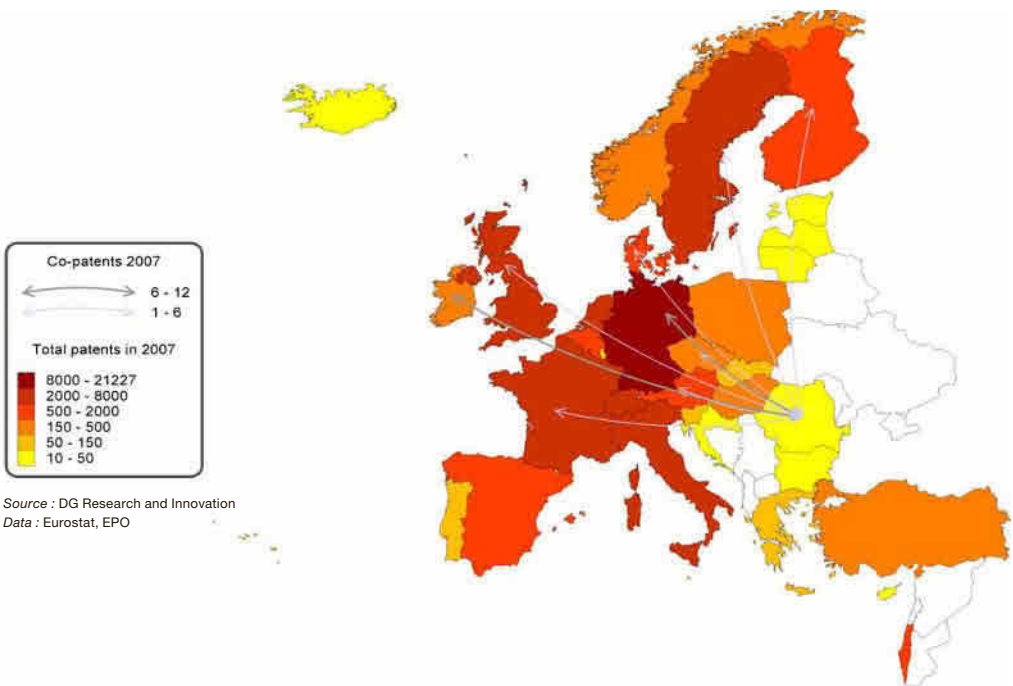 Co-patents 2007
6 - 12
1 - 6
Total patents in 2007
8000 - 21227
2000 - 8000
500 - 2000
150 - 500
50 - 150
10 - 50
Source : DG Research and Innovation
Data : Eurostat, EPO